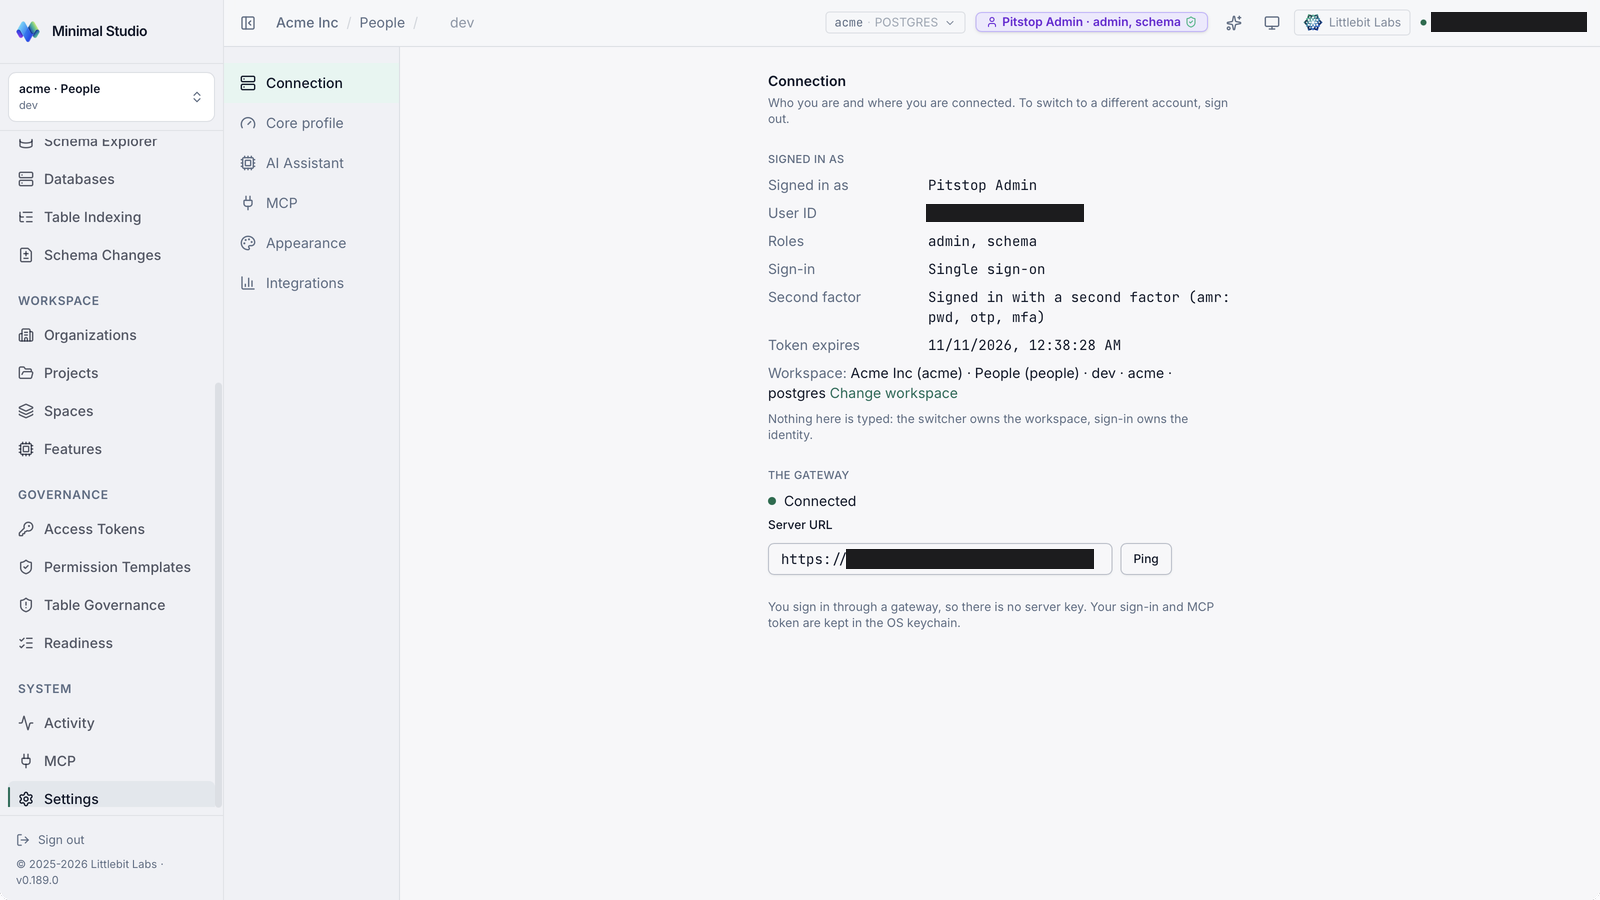 Minimal Studio
acme · People
dev
Schema Explorer
Databases
Table Indexing
Schema Changes
WORKSPACE
Organizations
Projects
Spaces
Features
GOVERNANCE
Access Tokens
Permission Templates
Table Governance
Readiness
SYSTEM
Activity
MCP
Settings
Sign out
© 2025-2026 Littlebit Labs ·
v0.189.0
Acme Inc / People / dev
acme · POSTGRES
Pitstop Admin · admin, schema
Littlebit Labs
Connection
Core profile
AI Assistant
MCP
Appearance
Integrations
Connection
Who you are and where you are connected. To switch to a different account, sign
out.
SIGNED IN AS
Signed in as Pitstop Admin
User ID
Roles admin, schema
Sign-in Single sign-on
Second factor Signed in with a second factor (amr:
pwd, otp, mfa)
Token expires 11/11/2026, 12:38:28 AM
Workspace: Acme Inc (acme) · People (people) · dev · acme ·
postgres Change workspace
Nothing here is typed: the switcher owns the workspace, sign-in owns the
identity.
THE GATEWAY
Connected
Server URL
https://
Ping
You sign in through a gateway, so there is no server key. Your sign-in and MCP
token are kept in the OS keychain.